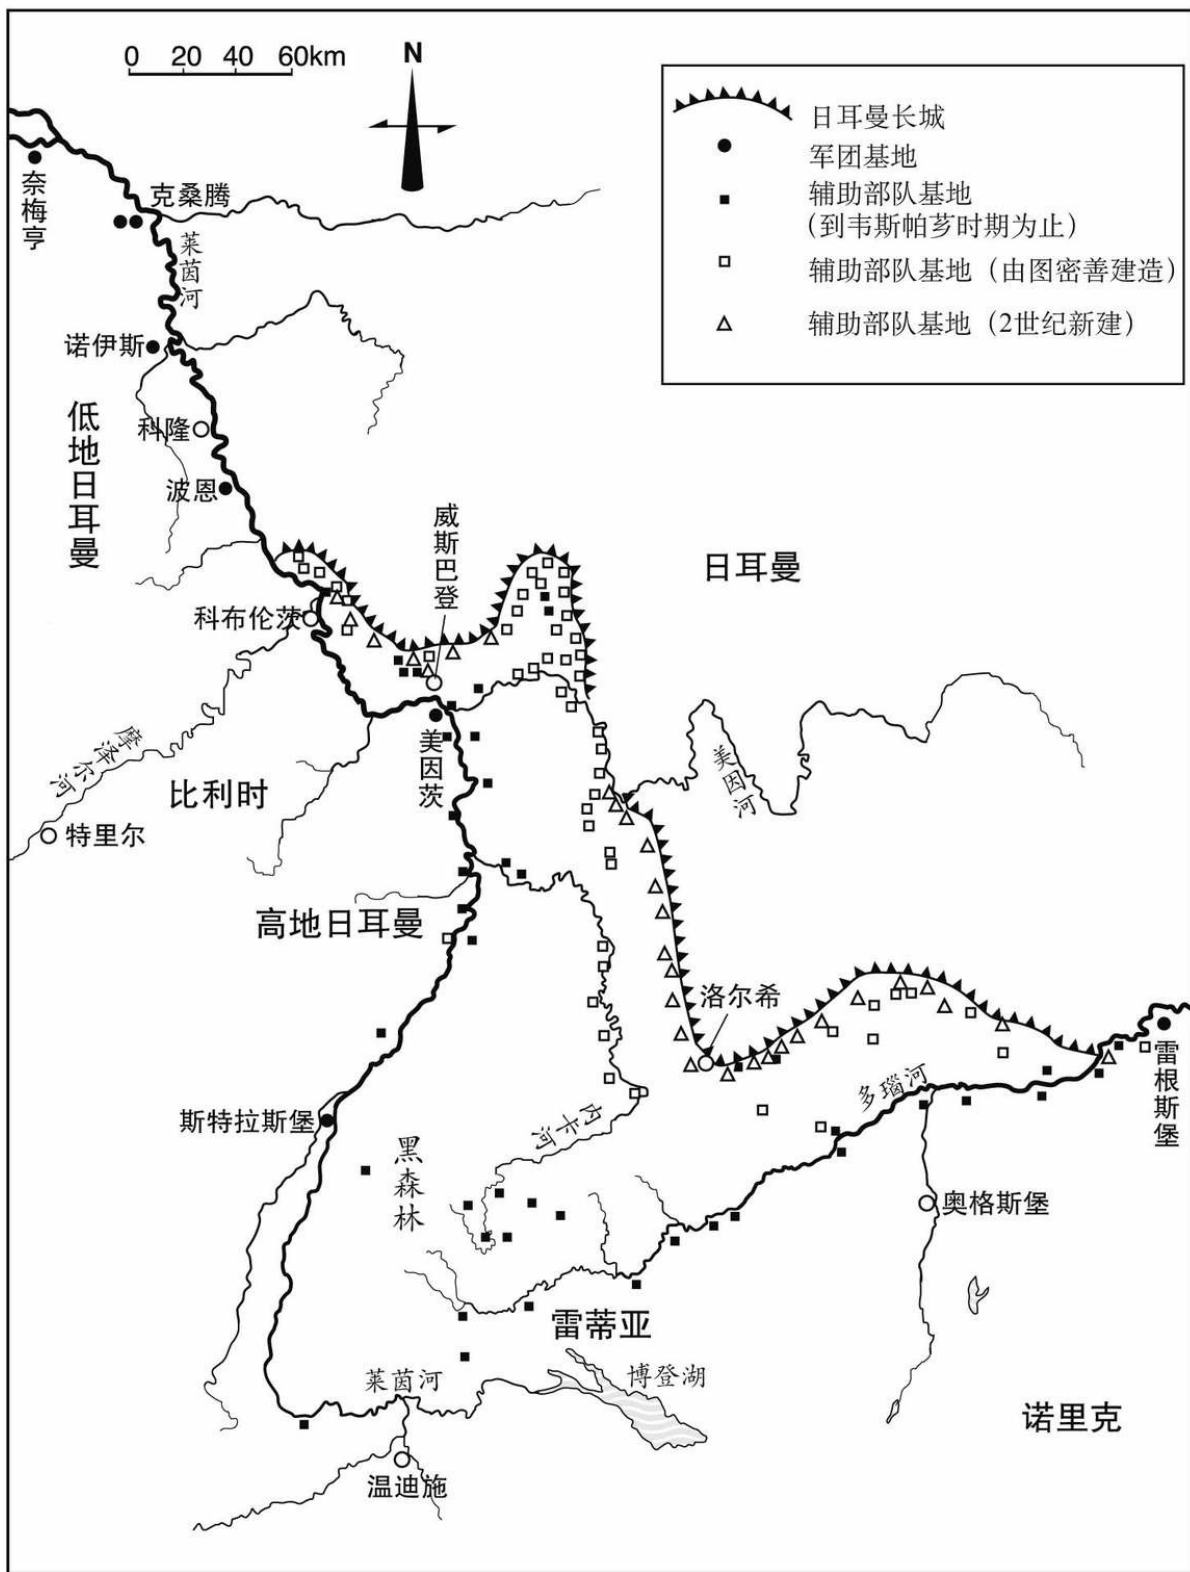 0 20 40 60km
N
日耳曼长城
军团基地
辅助部队基地
(到韦斯帕芗时期为止)
辅助部队基地（由图密善建造）
辅助部队基地（2世纪新建）
奈梅亨
克桑腾
莱茵河
诺伊斯
低地日耳曼
科隆
波恩
威斯巴登
日耳曼
科布伦茨
摩泽尔河
美因茨
美因河
比利时
特里尔
高地日耳曼
洛尔希
多瑙河
雷根斯堡
斯特拉斯堡
内卡河
黑森林
奥格斯堡
雷蒂亚
莱茵河
博登湖
诺里克
温迪施